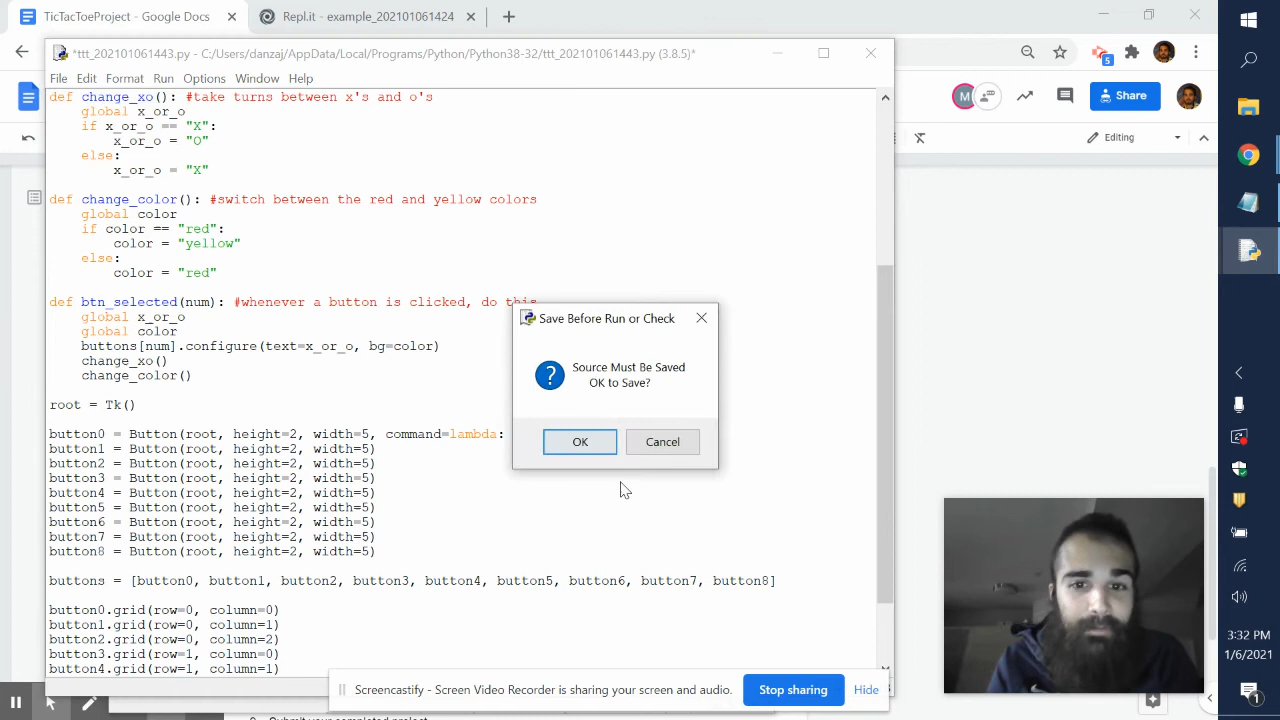 TicTacToeProject - Google Docs
Repl.it - example_202101061424
*ttt_202101061443.py - C:/Users/danzaj/AppData/Local/Programs/Python/Python38-32/ttt_202101061443.py (3.8.5)*
5
File Edit Format Run Options Window Help
M
Share
Editing
def change_xo(): #take turns between x's and o's
global x_or_o
if x_or_o == "X":
x_or_o = "O"
else:
x_or_o = "X"
def change_color(): #switch between the red and yellow colors
global color
if color == "red":
color = "yellow"
else:
color = "red"
def btn_selected(num): #whenever a button is clicked, do this
global x_or_o
global color
buttons[num].configure(text=x_or_o, bg=color)
change_xo()
change_color()
root = Tk()
button0 = Button(root, height=2, width=5, command=lambda:
button1 = Button(root, height=2, width=5)
button2 = Button(root, height=2, width=5)
button3 = Button(root, height=2, width=5)
button4 = Button(root, height=2, width=5)
button5 = Button(root, height=2, width=5)
button6 = Button(root, height=2, width=5)
button7 = Button(root, height=2, width=5)
button8 = Button(root, height=2, width=5)
buttons = [button0, button1, button2, button3, button4, button5, button6, button7, button8]
button0.grid(row=0, column=0)
button1.grid(row=0, column=1)
button2.grid(row=0, column=2)
button3.grid(row=1, column=0)
button4.grid(row=1, column=1)
Save Before Run or Check
Source Must Be Saved
OK to Save?
OK Cancel
Screencastify - Screen Video Recorder is sharing your screen and audio.
Stop sharing
Hide
Submit your completed project
3:32 PM
1/6/2021
1